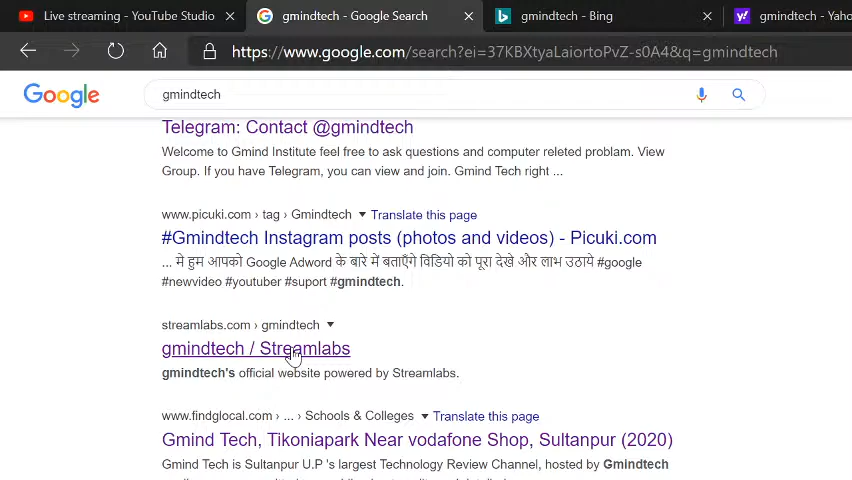 Live streaming - YouTube Studio
gmindtech - Google Search
gmindtech - Bing
gmindtech - Yaho
https://www.google.com/search?ei=37KBXtyaLaiortoPvZ-s0A4&q=gmindtech
Google
gmindtech
Telegram: Contact @gmindtech
Welcome to Gmind Institute feel free to ask questions and computer releted problam. View
Group. If you have Telegram, you can view and join. Gmind Tech right ...
www.picuki.com › tag › Gmindtech Translate this page
#Gmindtech Instagram posts (photos and videos) - Picuki.com
... मे हुम आपको Google Adword के बारे में बताएँगे विडियो को पूरा देखे और लाभ उठाये #google
#newvideo #youtuber #suport #gmindtech.
streamlabs.com › gmindtech
gmindtech / Streamlabs
gmindtech's official website powered by Streamlabs.
www.findglocal.com › ... › Schools & Colleges Translate this page
Gmind Tech, Tikoniapark Near vodafone Shop, Sultanpur (2020)
Gmind Tech is Sultanpur U.P 's largest Technology Review Channel, hosted by Gmindtech